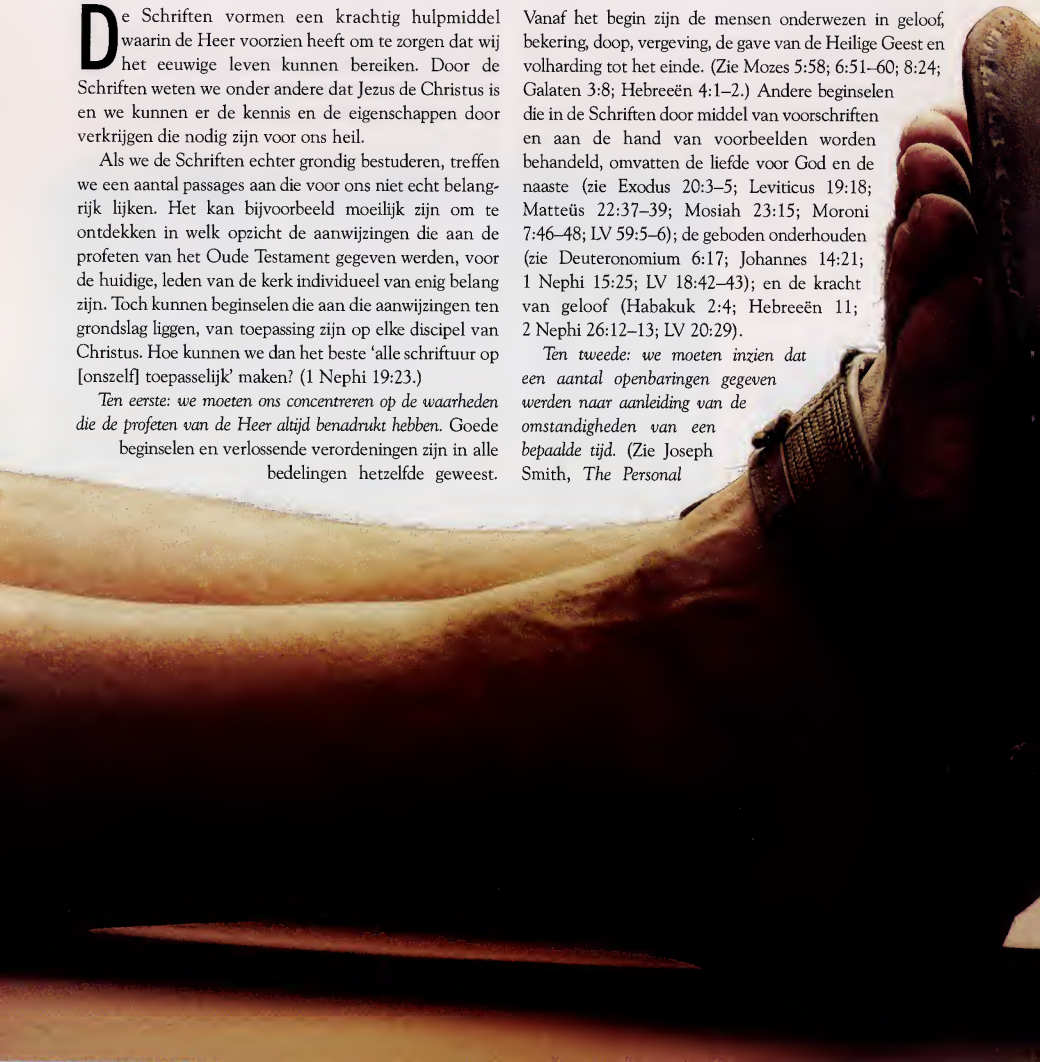 De Schriften vormen een krachtig hulpmiddel
waarin de Heer voorzien heeft om te zorgen dat wij
het eeuwige leven kunnen bereiken. Door de
Schriften weten we onder andere dat Jezus de Christus is
en we kunnen er de kennis en de eigenschappen door
verkrijgen die nodig zijn voor ons heil.
Als we de Schriften echter grondig bestuderen, treffen
we een aantal passages aan die voor ons niet echt belang-
rijk lijken. Het kan bijvoorbeeld moeilijk zijn om te
ontdekken in welk opzicht de aanwijzingen die aan de
profeten van het Oude Testament gegeven werden, voor
de huidige, leden van de kerk individueel van enig belang
zijn. Toch kunnen beginselen die aan die aanwijzingen ten
grondslag liggen, van toepassing zijn op elke discipel van
Christus. Hoe kunnen we dan het beste ‘alle schriftuur op
[onszelf] toepasselijk’ maken? (1 Nephi 19:23.)
Ten eerste: we moeten ons concentreren op de waarheden
die de profeten van de Heer altijd benadrukt hebben. Goede
beginselen en verlossende verordeningen zijn in alle
bedelingen hetzelfde geweest.
Vanaf het begin zijn de mensen onderwezen in geloof,
bekering, doop, vergeving, de gave van de Heilige Geest en
volharding tot het einde. (Zie Mozes 5:58; 6:51–60; 8:24;
Galaten 3:8; Hebreeën 4:1–2.) Andere beginselen
die in de Schriften door middel van voorschriften
en aan de hand van voorbeelden worden
behandeld, omvatten de liefde voor God en de
naaste (zie Exodus 20:3–5; Leviticus 19:18;
Matteüs 22:37–39; Mosiah 23:15; Moroni
7:46–48; LV 59:5–6); de geboden onderhouden
(zie Deuteronomium 6:17; Johannes 14:21;
1 Nephi 15:25; LV 18:42–43); en de kracht
van geloof (Habakuk 2:4; Hebreeën 11;
2 Nephi 26:12–13; LV 20:29).
Ten tweede: we moeten inzien dat
een aantal openbaringen gegeven
werden naar aanleiding van de
omstandigheden van een
bepaalde tijd. (Zie Joseph
Smith, The Personal